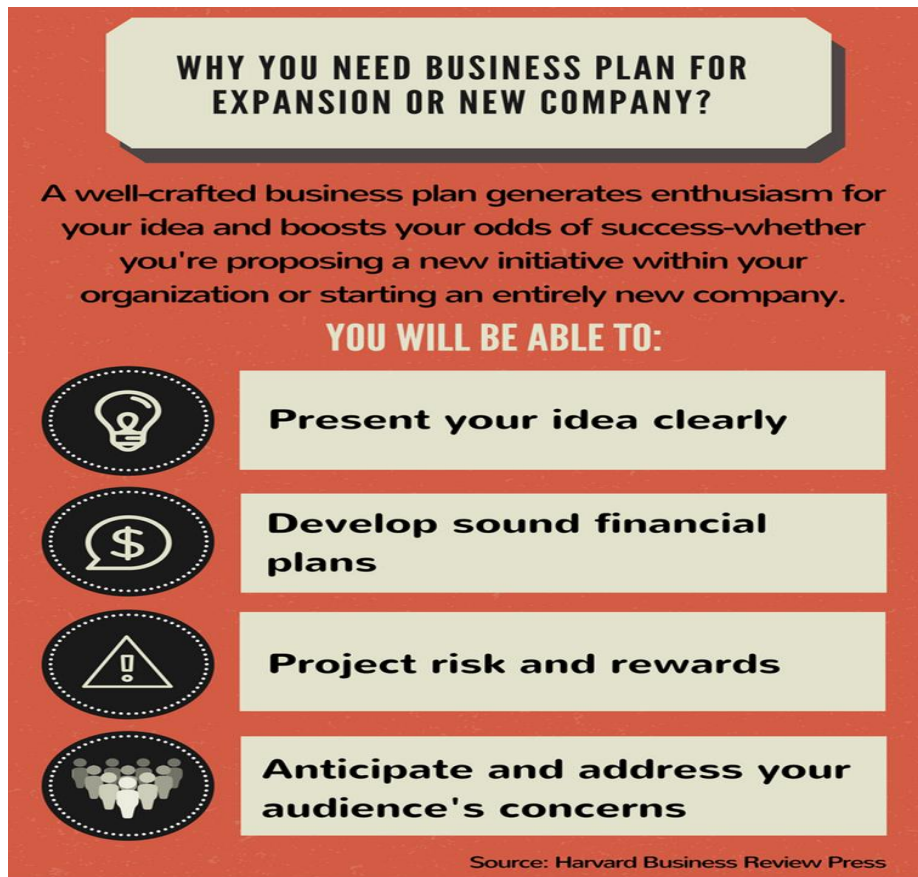 WHY YOU NEED BUSINESS PLAN FOR
EXPANSION OR NEW COMPANY?
A well-crafted business plan generates enthusiasm for
your idea and boosts your odds of success-whether
you're proposing a new initiative within your
organization or starting an entirely new company.
YOU WILL BE ABLE TO:
Present your idea clearly
Develop sound financial
plans
Project risk and rewards
Anticipate and address your
audience's concerns
Source: Harvard Business Review Press